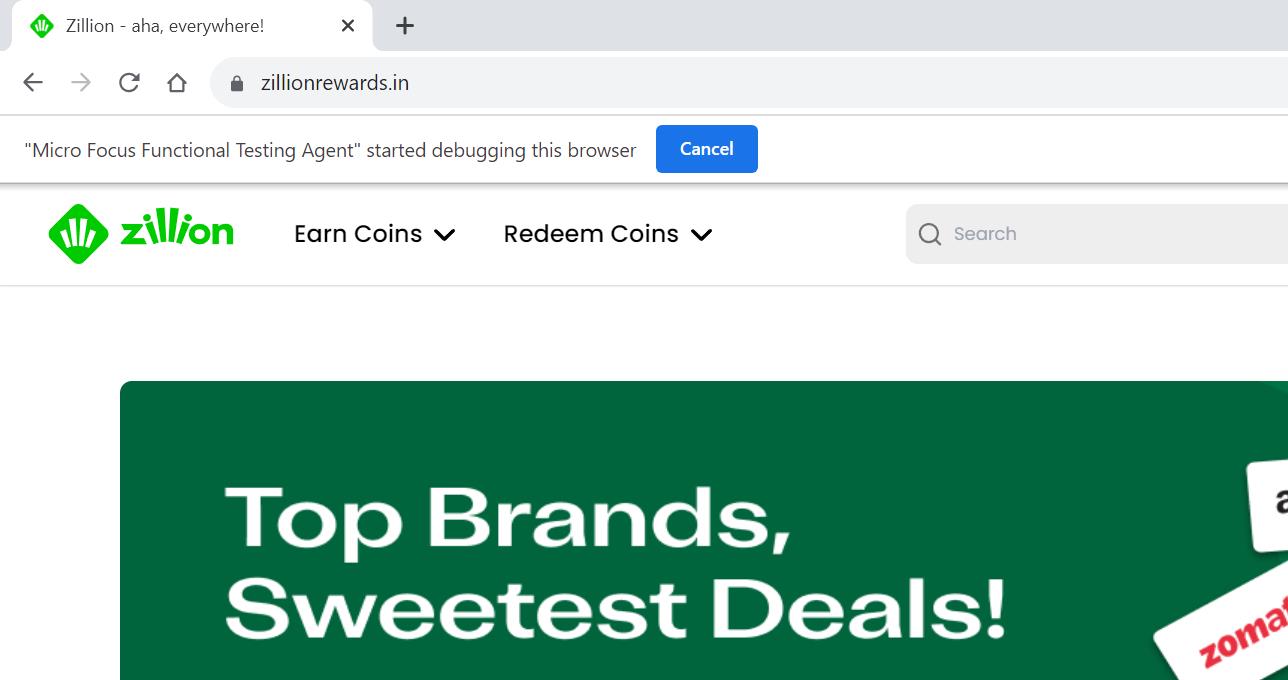 Zillion - aha, everywhere!
zillionrewards.in
"Micro Focus Functional Testing Agent" started debugging this browser Cancel
zillion Earn Coins Redeem Coins Search
Top Brands,
Sweetest Deals!